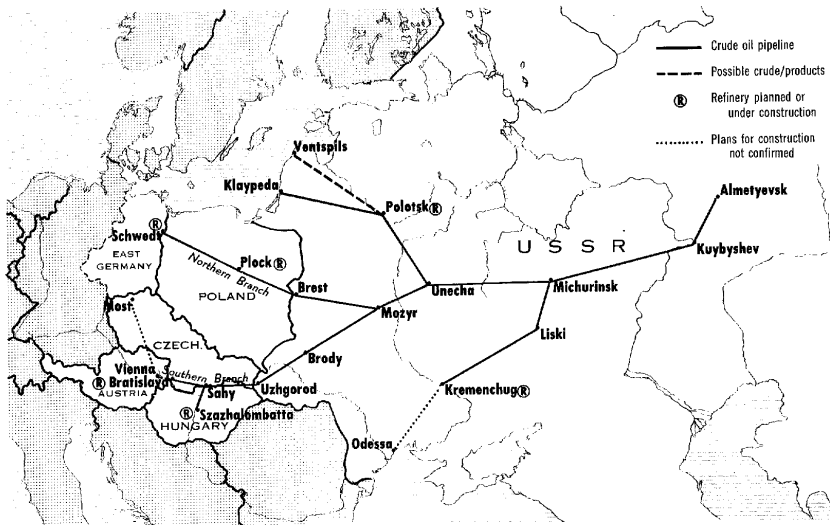 Crude oil pipeline
Possible crude/products
® Refinery planned or
under construction
Plans for construction
not confirmed
Ventspils
Klaypeda
Polotsk®
Almetyevsk
USSR
Kuybyshev
®
Schwedt
EAST
GERMANY
Plock®
Northern Branch
POLAND
Brest
Unecha
Michurinsk
Most
Mozyr
Liski
CZECH.
Brody
Vienna
Southern Branch
® Bratislava
AUSTRIA
Sahy
Uzhgorod
Kremenchug®
® Szazhalombatta
HUNGARY
Odessa